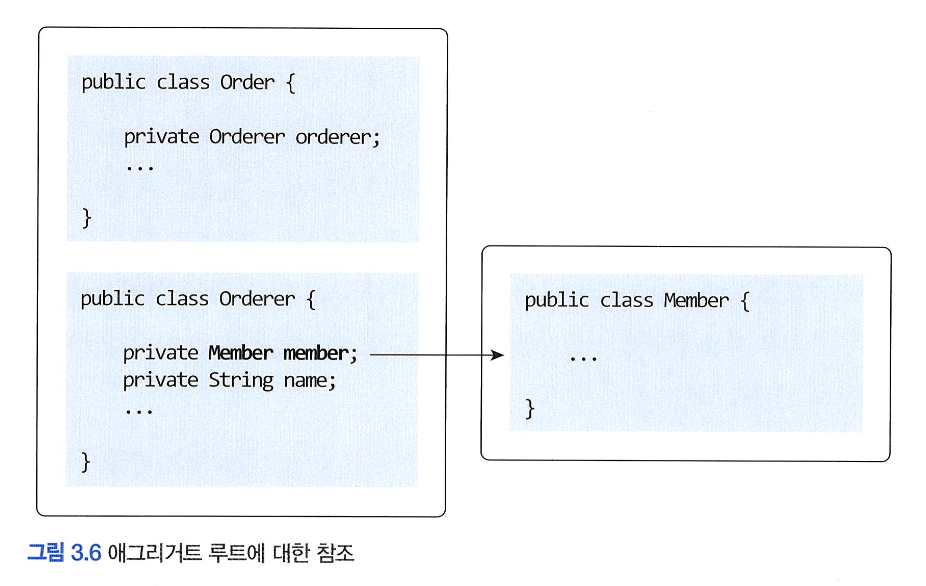 public class Order {
private Orderer orderer;
...
}
public class Orderer {
private Member member;
private String name;
...
}
public class Member {
...
}
그림 3.6 애그리거트 루트에 대한 참조